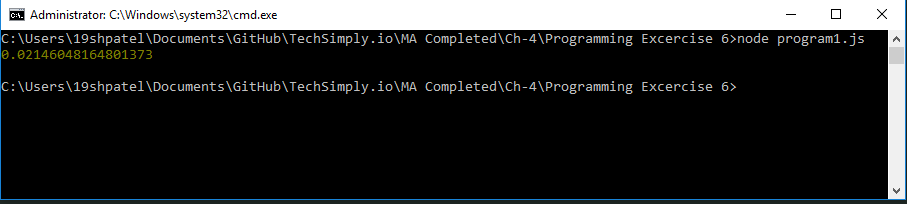 Administrator: C:\Windows\system32\cmd.exe
C:\Users\19shpatel\Documents\GitHub\TechSimply.io\MA Completed\Ch-4\Programming Excercise 6>node program1.js
0.02146048164801373
C:\Users\19shpatel\Documents\GitHub\TechSimply.io\MA Completed\Ch-4\Programming Excercise 6>